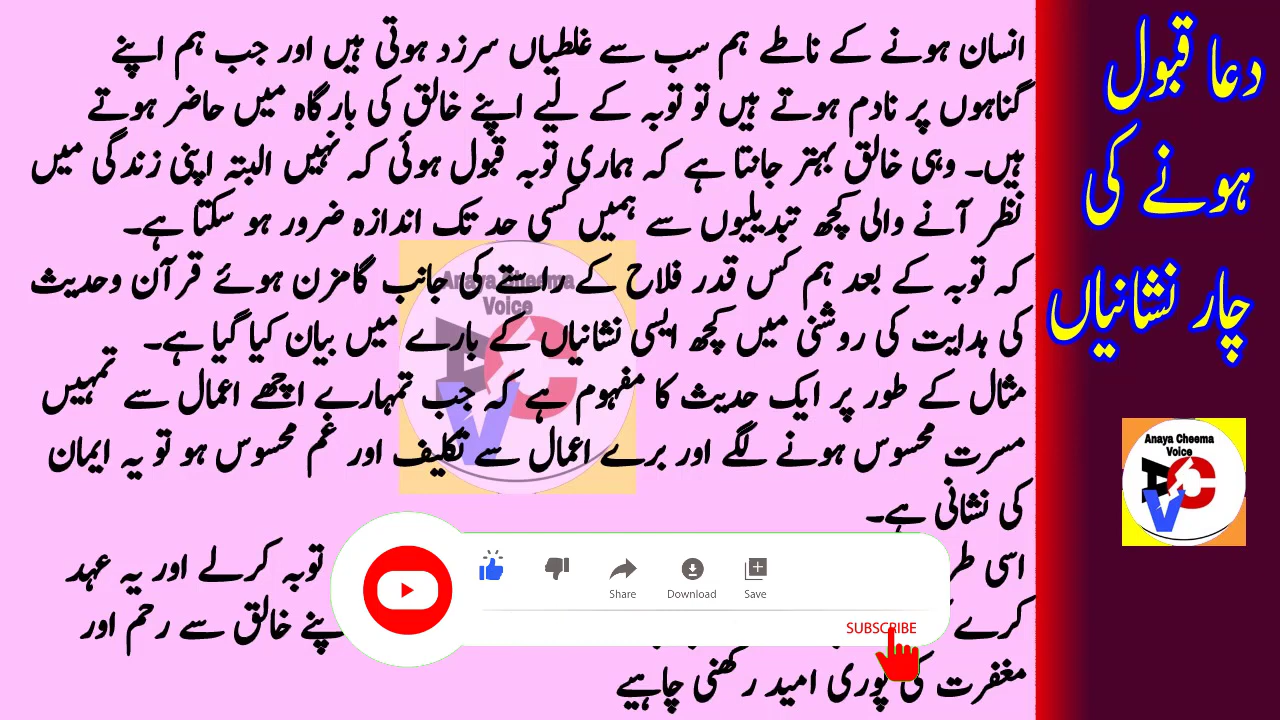 دعا قبول
ہونے کی
چار نشانیاں
انسان ہونے کے ناطے ہم سب سے غلطیاں سرزد ہوتی ہیں اور جب ہم اپنے
گناہوں پر نادم ہوتے ہیں تو توبہ کے لیے اپنے خالق کی بارگاہ میں حاضر ہوتے
ہیں۔ وہی خالق بہتر جانتا ہے کہ ہماری توبہ قبول ہوئی کہ نہیں البتہ اپنی زندگی میں
نظر آنے والی کچھ تبدیلیوں سے ہمیں کسی حد تک اندازہ ضرور ہو سکتا ہے۔
کہ توبہ کے بعد ہم کس قدر فلاح کے راستے کی جانب گامزن ہوئے قرآن وحدیث
کی ہدایت کی روشنی میں کچھ ایسی نشانیاں کے بارے میں بیان کیا گیا ہے۔
مثال کے طور پر ایک حدیث کا مفہوم ہے کہ جب تمہارے اچھے اعمال سے تمہیں
مسرت محسوس ہونے لگے اور برے اعمال سے تکلیف اور غم محسوس ہو تو یہ ایمان
کی نشانی ہے۔
اسی توبہ کرلے اور یہ عہد
کرے اپنے خالق سے رحم اور
مغفرت کی پوری امید رکھنی چاہیے
Anaya Cheema
Voice
Anaya Cheema
Voice
Share Download Save
SUBSCRIBE